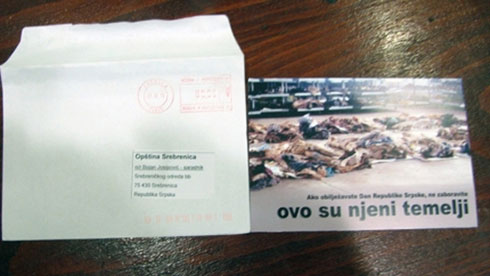 Opština Srebrenica
Srebreničkog odreda bb
75 430 Srebrenica
Republika Srpska
Ako obilježavate Dan Republike Srpske, ne zaboravite
ovo su njeni temelji